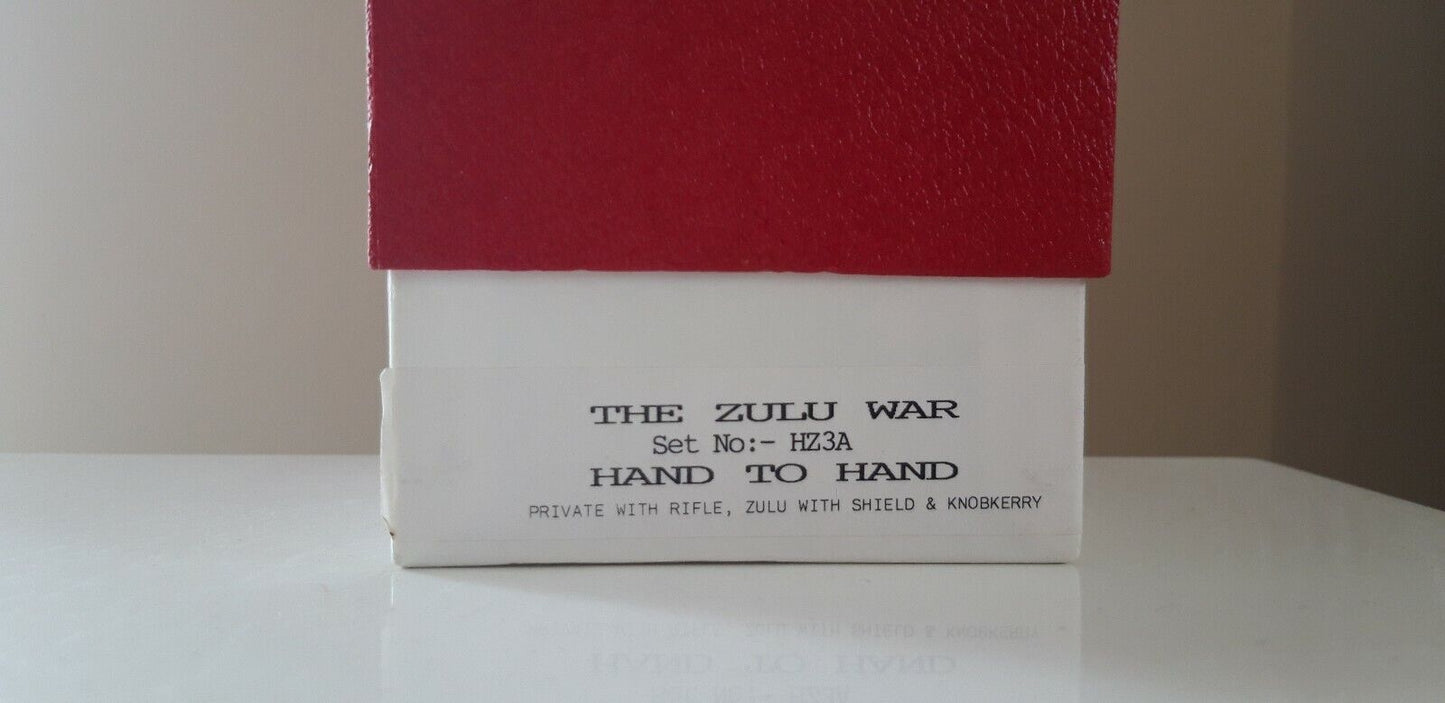 THE ZULU WAR
Set No:- HZ3A
HAND TO HAND
PRIVATE WITH RIFLE, ZULU WITH SHIELD & KNOBKERRY